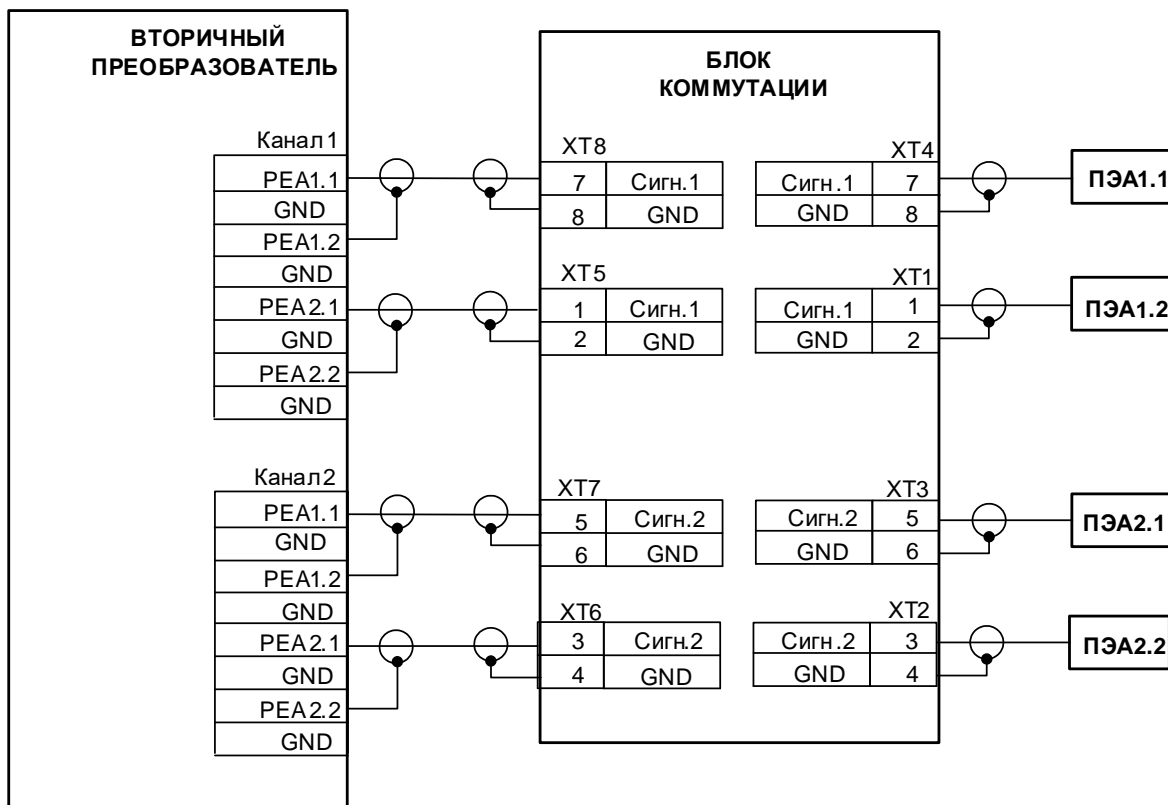 ВТОРИЧНЫЙ
ПРЕОБРАЗОВАТЕЛЬ
БЛОК
КОММУТАЦИИ
Канал1
PEA1.1
GND
PEA1.2
GND
PEA2.1
GND
PEA2.2
GND
Канал2
PEA1.1
GND
PEA1.2
GND
PEA2.1
GND
PEA2.2
GND
XT8
7 Сигн.1
8 GND
XT5
1 Сигн.1
2 GND
XT7
5 Сигн.2
6 GND
XT6
3 Сигн.2
4 GND
XT4
Сигн.1 7
GND 8
XT1
Сигн.1 1
GND 2
XT3
Сигн.2 5
GND 6
XT2
Сигн.2 3
GND 4
ПЭА1.1
ПЭА1.2
ПЭА2.1
ПЭА2.2